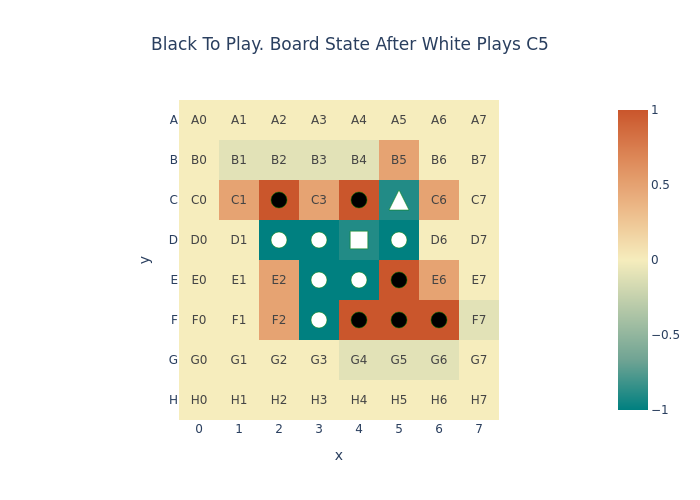 Black To Play. Board State After White Plays C5
A A0 A1 A2 A3 A4 A5 A6 A7
B B0 B1 B2 B3 B4 B5 B6 B7
C C0 C1 C3 C6 C7
D D0 D1 D6 D7
E E0 E1 E2 E6 E7
F F0 F1 F2 F7
G G0 G1 G2 G3 G4 G5 G6 G7
H H0 H1 H2 H3 H4 H5 H6 H7
0 1 2 3 4 5 6 7
x
y
1
0.5
0
−0.5
−1